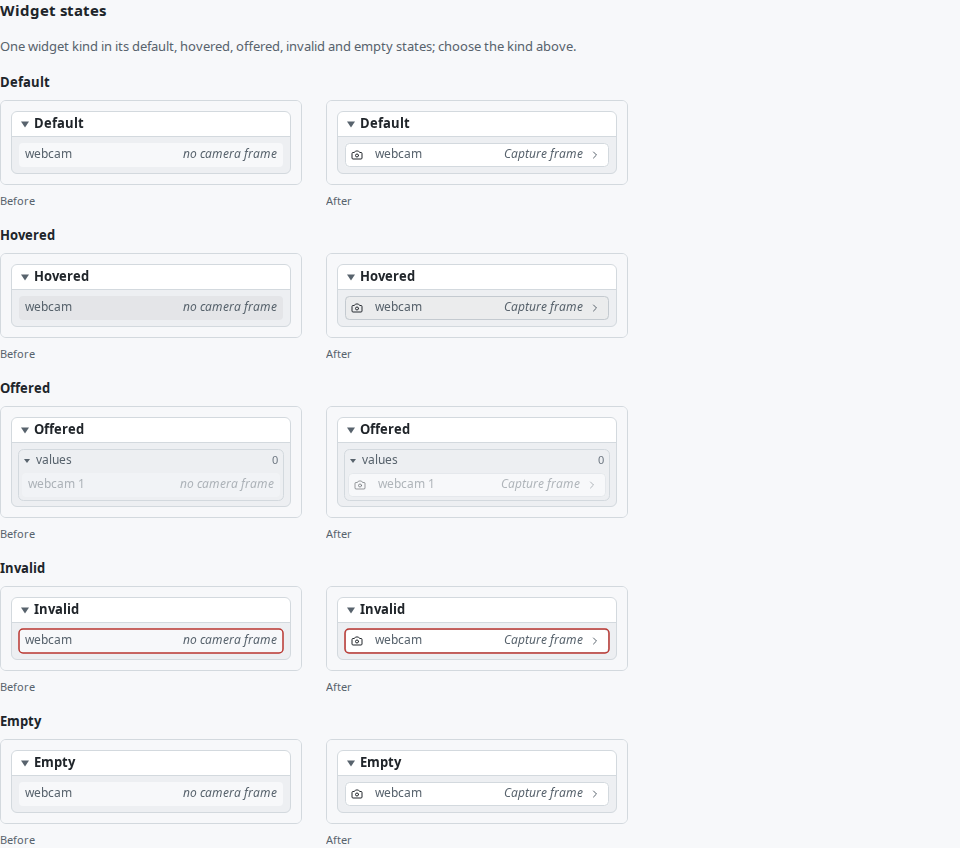 Widget states
One widget kind in its default, hovered, offered, invalid and empty states; choose the kind above.
Default
Default
webcam no camera frame
Default
webcam Capture frame
Before
After
Hovered
Hovered
webcam no camera frame
Hovered
webcam Capture frame
Before
After
Offered
Offered
values 0
webcam 1 no camera frame
Offered
values 0
webcam 1 Capture frame
Before
After
Invalid
Invalid
webcam no camera frame
Invalid
webcam Capture frame
Before
After
Empty
Empty
webcam no camera frame
Empty
webcam Capture frame
Before
After